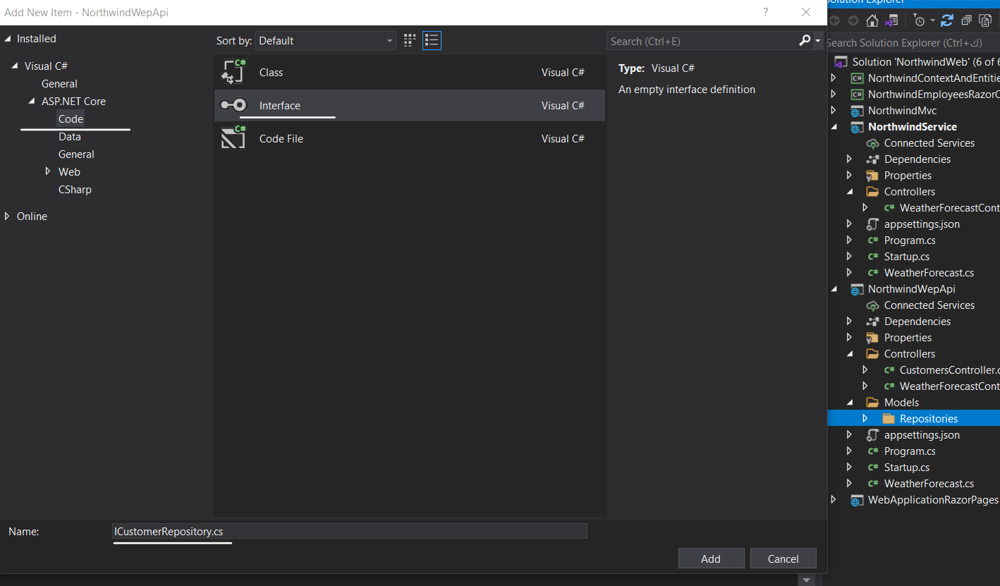 Add New Item - NorthwindWepApi
?
Installed
Visual C#
General
ASP.NET Core
Code
Data
General
Web
CSharp
Online
Sort by: Default
Class Visual C#
Interface Visual C#
Code File Visual C#
Search (Ctrl+E)
Type: Visual C#
An empty interface definition
Name: ICustomerRepository.cs
Add Cancel
Solution Explorer
Search Solution Explorer (Ctrl+ك)
Solution 'NorthwindWeb' (6 of 6
NorthwindContextAndEntitie
NorthwindEmployeesRazorC
NorthwindMvc
NorthwindService
Connected Services
Dependencies
Properties
Controllers
C# WeatherForecastCont
appsettings.json
C# Program.cs
C# Startup.cs
C# WeatherForecast.cs
NorthwindWepApi
Connected Services
Dependencies
Properties
Controllers
C# CustomersController.c
C# WeatherForecastCont
Models
Repositories
appsettings.json
C# Program.cs
C# Startup.cs
C# WeatherForecast.cs
WebApplicationRazorPages